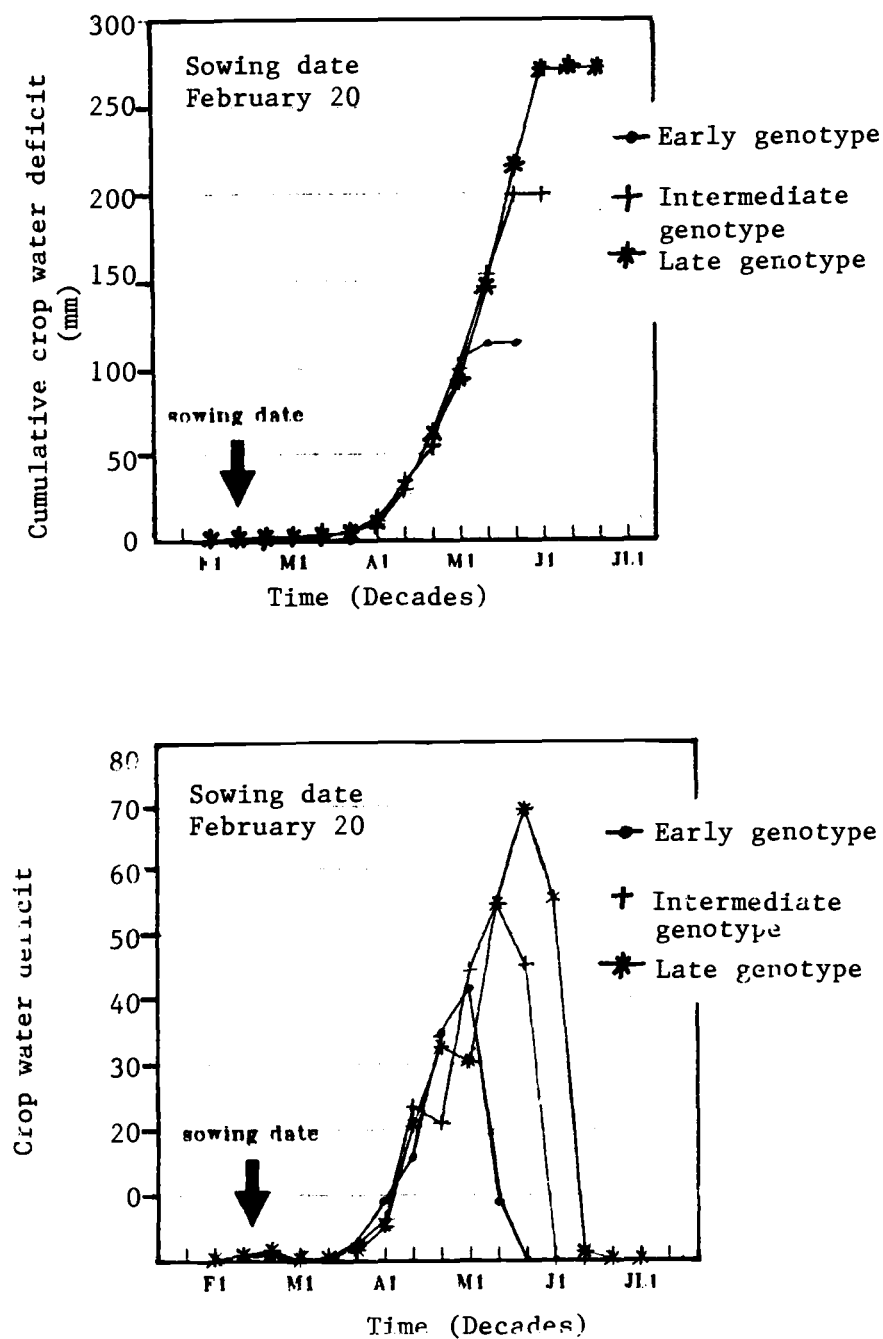 300
Sowing date
February 20
250
Early genotype
200
Intermediate
genotype
Late genotype
150
100
sowing date
50
0
F1 M1 A1 M1 J1 JL1
Time (Decades)
Cumulative crop water deficit
(mm)
80
Sowing date
February 20
70
Early genotype
60
Intermediate
genotype
50
Late genotype
40
30
20
sowing date
0
F1 M1 A1 M1 J1 JL1
Time (Decades)
Crop water deficit